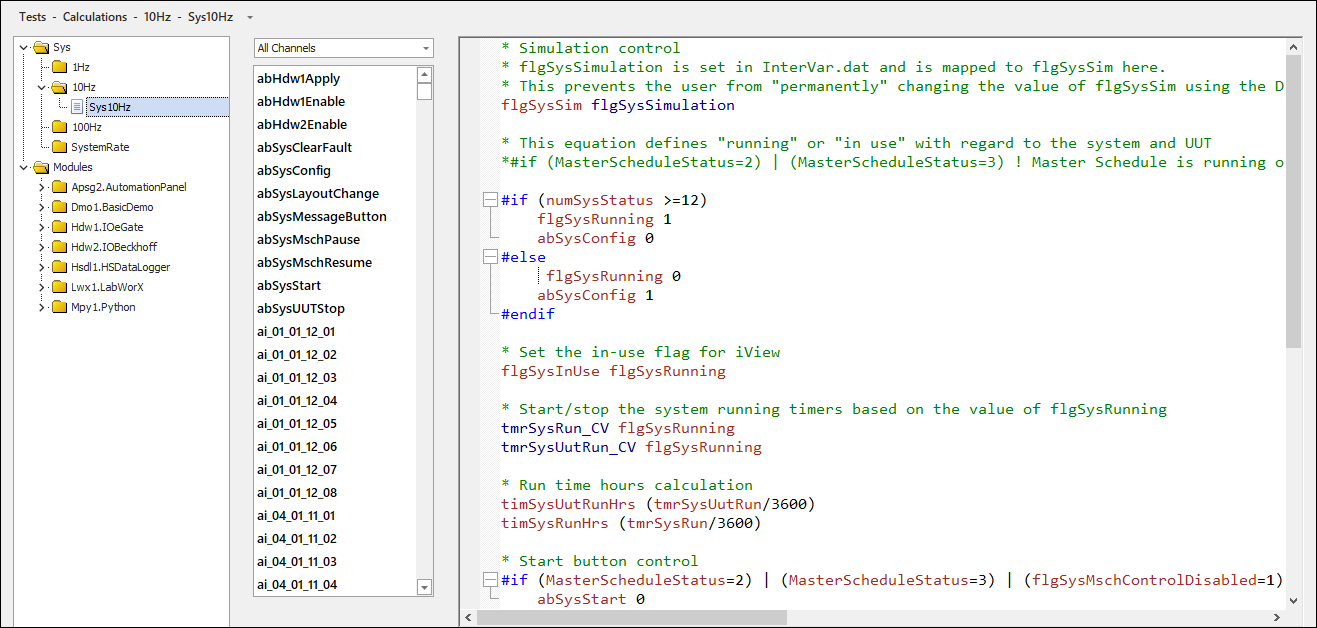 Tests - Calculations - 10Hz - Sys10Hz
Sys
1Hz
10Hz
Sys10Hz
100Hz
SystemRate
Modules
Apsg2.AutomationPanel
Dmo1.BasicDemo
Hdw1.IOeGate
Hdw2.IOBeckhoff
Hsdl1.HSDataLogger
Lwx1.LabWorX
Mpy1.Python
All Channels
abHdw1Apply
abHdw1Enable
abHdw2Enable
abSysClearFault
abSysConfig
abSysLayoutChange
abSysMessageButton
abSysMschPause
abSysMschResume
abSysStart
abSysUUTStop
ai_01_01_12_01
ai_01_01_12_02
ai_01_01_12_03
ai_01_01_12_04
ai_01_01_12_05
ai_01_01_12_06
ai_01_01_12_07
ai_01_01_12_08
ai_04_01_11_01
ai_04_01_11_02
ai_04_01_11_03
ai_04_01_11_04
* Simulation control
* flgSysSimulation is set in InterVar.dat and is mapped to flgSysSim here.
* This prevents the user from "permanently" changing the value of flgSysSim using the D
flgSysSim flgSysSimulation
* This equation defines "running" or "in use" with regard to the system and UUT
*#if (MasterScheduleStatus=2) | (MasterScheduleStatus=3) ! Master Schedule is running o
#if (numSysStatus >=12)
flgSysRunning 1
abSysConfig 0
#else
flgSysRunning 0
abSysConfig 1
#endif
* Set the in-use flag for iView
flgSysInUse flgSysRunning
* Start/stop the system running timers based on the value of flgSysRunning
tmrSysRun_CV flgSysRunning
tmrSysUutRun_CV flgSysRunning
* Run time hours calculation
timSysUutRunHrs (tmrSysUutRun/3600)
timSysRunHrs (tmrSysRun/3600)
* Start button control
#if (MasterScheduleStatus=2) | (MasterScheduleStatus=3) | (flgSysMschControlDisabled=1)
abSysStart 0